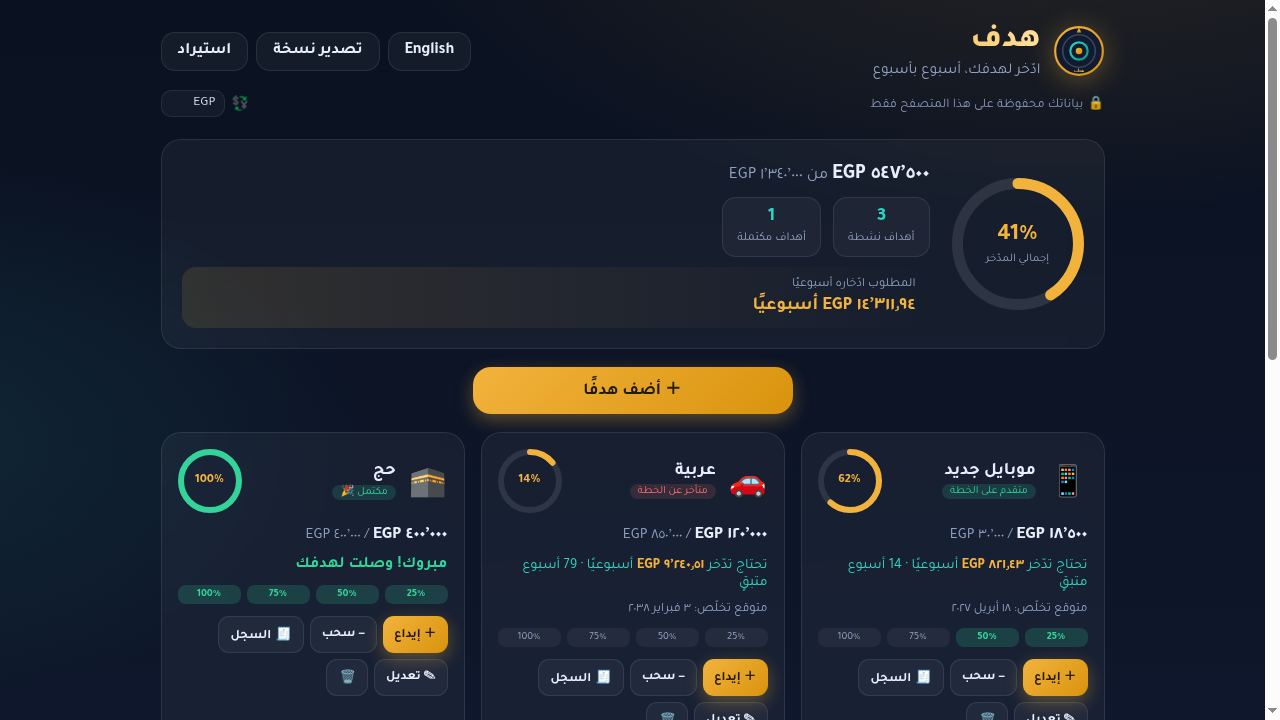 هدف
ادّخر لهدفك، أسبوع بأسبوع
English
تصدير نسخة
استيراد
🔒 بياناتك محفوظة على هذا المتصفح فقط
💱 EGP
41%
إجمالي المدّخر
٥٤٧٬٥٠٠ EGP من ١٬٣٤٠٬٠٠٠ EGP
3
أهداف نشطة
1
أهداف مكتملة
المطلوب ادّخاره أسبوعيًا
١٤٬٣١١٫٩٤ EGP أسبوعيًا
+ أضف هدفًا
📱 موبايل جديد
متقدم على الخطة
62%
١٨٬٥٠٠ EGP / ٣٠٬٠٠٠ EGP
تحتاج تدّخر ٨٢١٫٤٣ EGP أسبوعيًا · 14 أسبوع
متبقٍ
متوقع تخلّص: ١٨ أبريل ٢٠٢٧
25% 50% 75% 100%
+ إيداع
− سحب
🧾 السجل
✎ تعديل
🗑️
🚗 عربية
متأخر عن الخطة
14%
١٢٠٬٠٠٠ EGP / ٨٥٠٬٠٠٠ EGP
تحتاج تدّخر ٩٬٢٤٠٫٥١ EGP أسبوعيًا · 79 أسبوع
متبقٍ
متوقع تخلّص: ٣ فبراير ٢٠٣٨
25% 50% 75% 100%
+ إيداع
− سحب
🧾 السجل
✎ تعديل
🗑️
🕋 حج
مكتمل 🎉
100%
٤٠٠٬٠٠٠ EGP / ٤٠٠٬٠٠٠ EGP
مبروك! وصلت لهدفك
25% 50% 75% 100%
+ إيداع
− سحب
🧾 السجل
✎ تعديل
🗑️